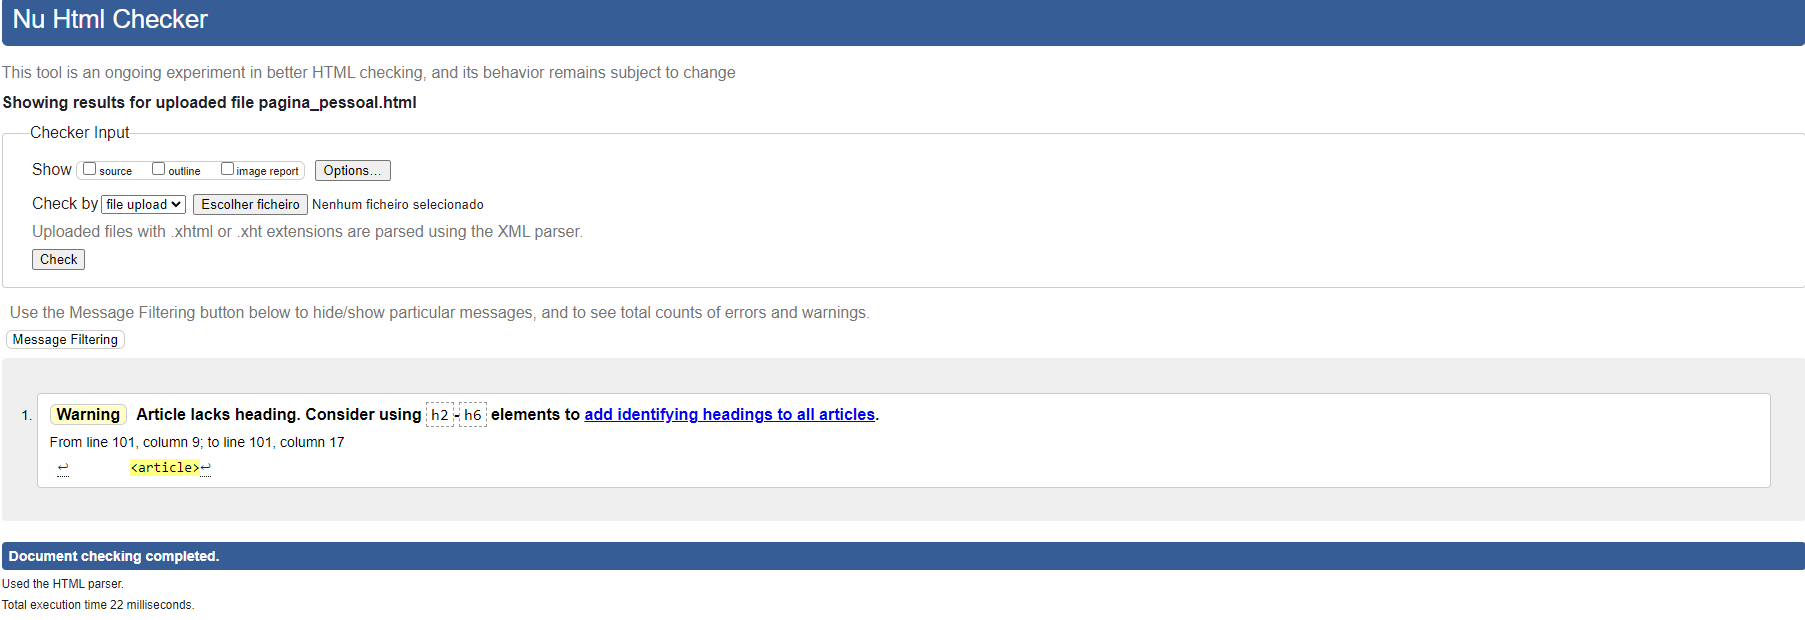 Nu Html Checker
This tool is an ongoing experiment in better HTML checking, and its behavior remains subject to change
Showing results for uploaded file pagina_pessoal.html
Checker Input
Show source outline image report Options...
Check by file upload Escolher ficheiro Nenhum ficheiro selecionado
Uploaded files with .xhtml or .xht extensions are parsed using the XML parser.
Check
Use the Message Filtering button below to hide/show particular messages, and to see total counts of errors and warnings.
Message Filtering
1. Warning Article lacks heading. Consider using h2-h6 elements to add identifying headings to all articles.
From line 101, column 9; to line 101, column 17
↩ <article>↩
Document checking completed.
Used the HTML parser.
Total execution time 22 milliseconds.